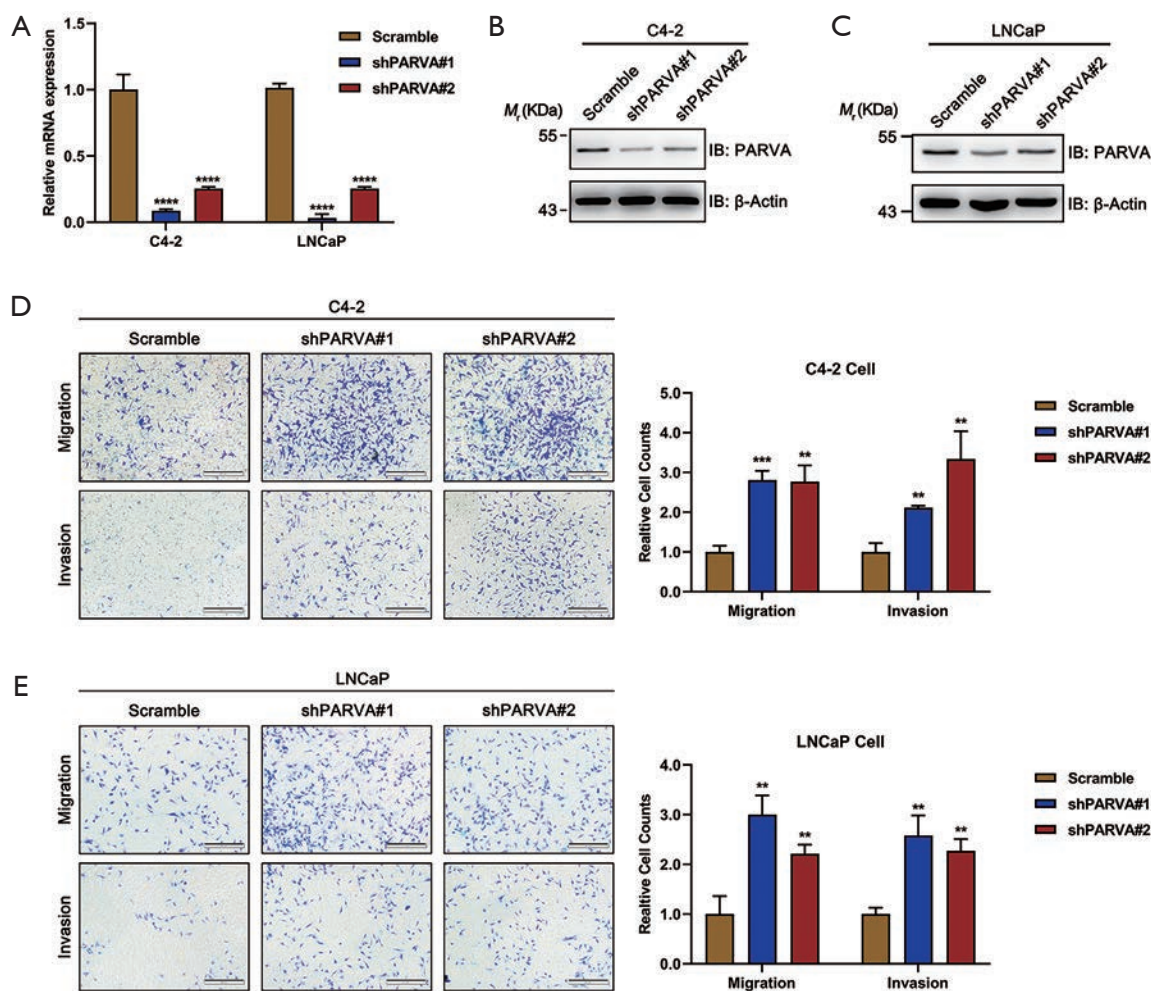 A
Relative mRNA expression
1.5
1.0
0.5
0.0
****
****
****
****
C4-2
LNCaP
Scramble
shPARVA#1
shPARVA#2
B
C4-2
Scramble
shPARVA#1
shPARVA#2
Mr (KDa)
55
IB: PARVA
43
IB: β-Actin
C
LNCaP
Scramble
shPARVA#1
shPARVA#2
Mr (KDa)
55
IB: PARVA
43
IB: β-Actin
D
C4-2
Scramble
shPARVA#1
shPARVA#2
Migration
Invasion
C4-2 Cell
Realtive Cell Counts
5.0
4.0
3.0
2.0
1.0
0.0
***
**
**
**
Migration
Invasion
Scramble
shPARVA#1
shPARVA#2
E
LNCaP
Scramble
shPARVA#1
shPARVA#2
Migration
Invasion
LNCaP Cell
Realtive Cell Counts
4.0
3.0
2.0
1.0
0.0
**
**
**
**
Migration
Invasion
Scramble
shPARVA#1
shPARVA#2